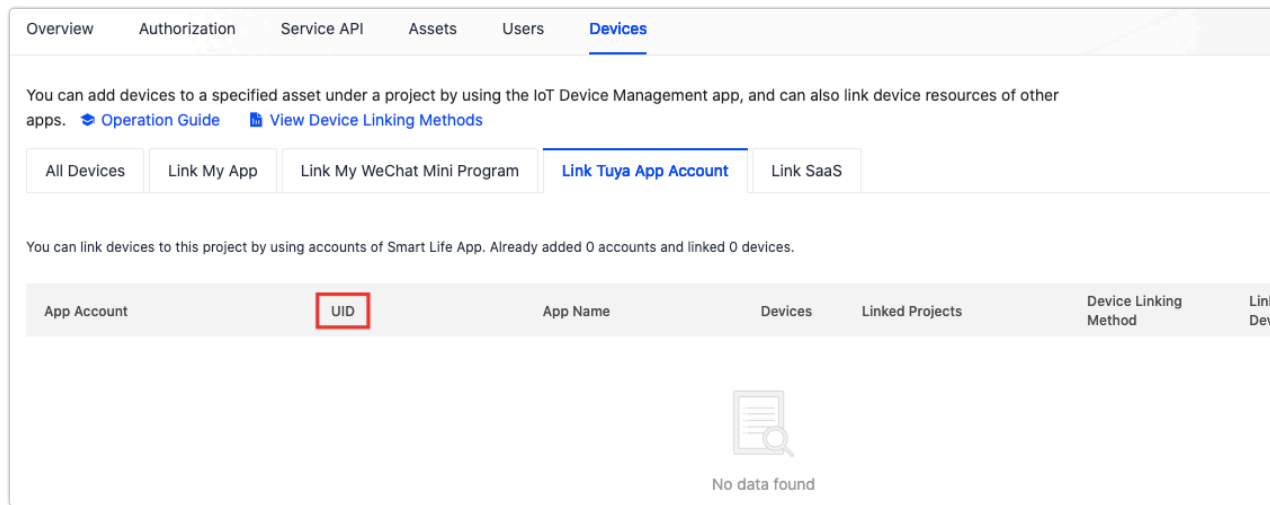 Overview Authorization Service API Assets Users Devices
You can add devices to a specified asset under a project by using the IoT Device Management app, and can also link device resources of other
apps. Operation Guide View Device Linking Methods
All Devices Link My App Link My WeChat Mini Program Link Tuya App Account Link SaaS
You can link devices to this project by using accounts of Smart Life App. Already added 0 accounts and linked 0 devices.
App Account UID App Name Devices Linked Projects Device Linking
Method
No data found